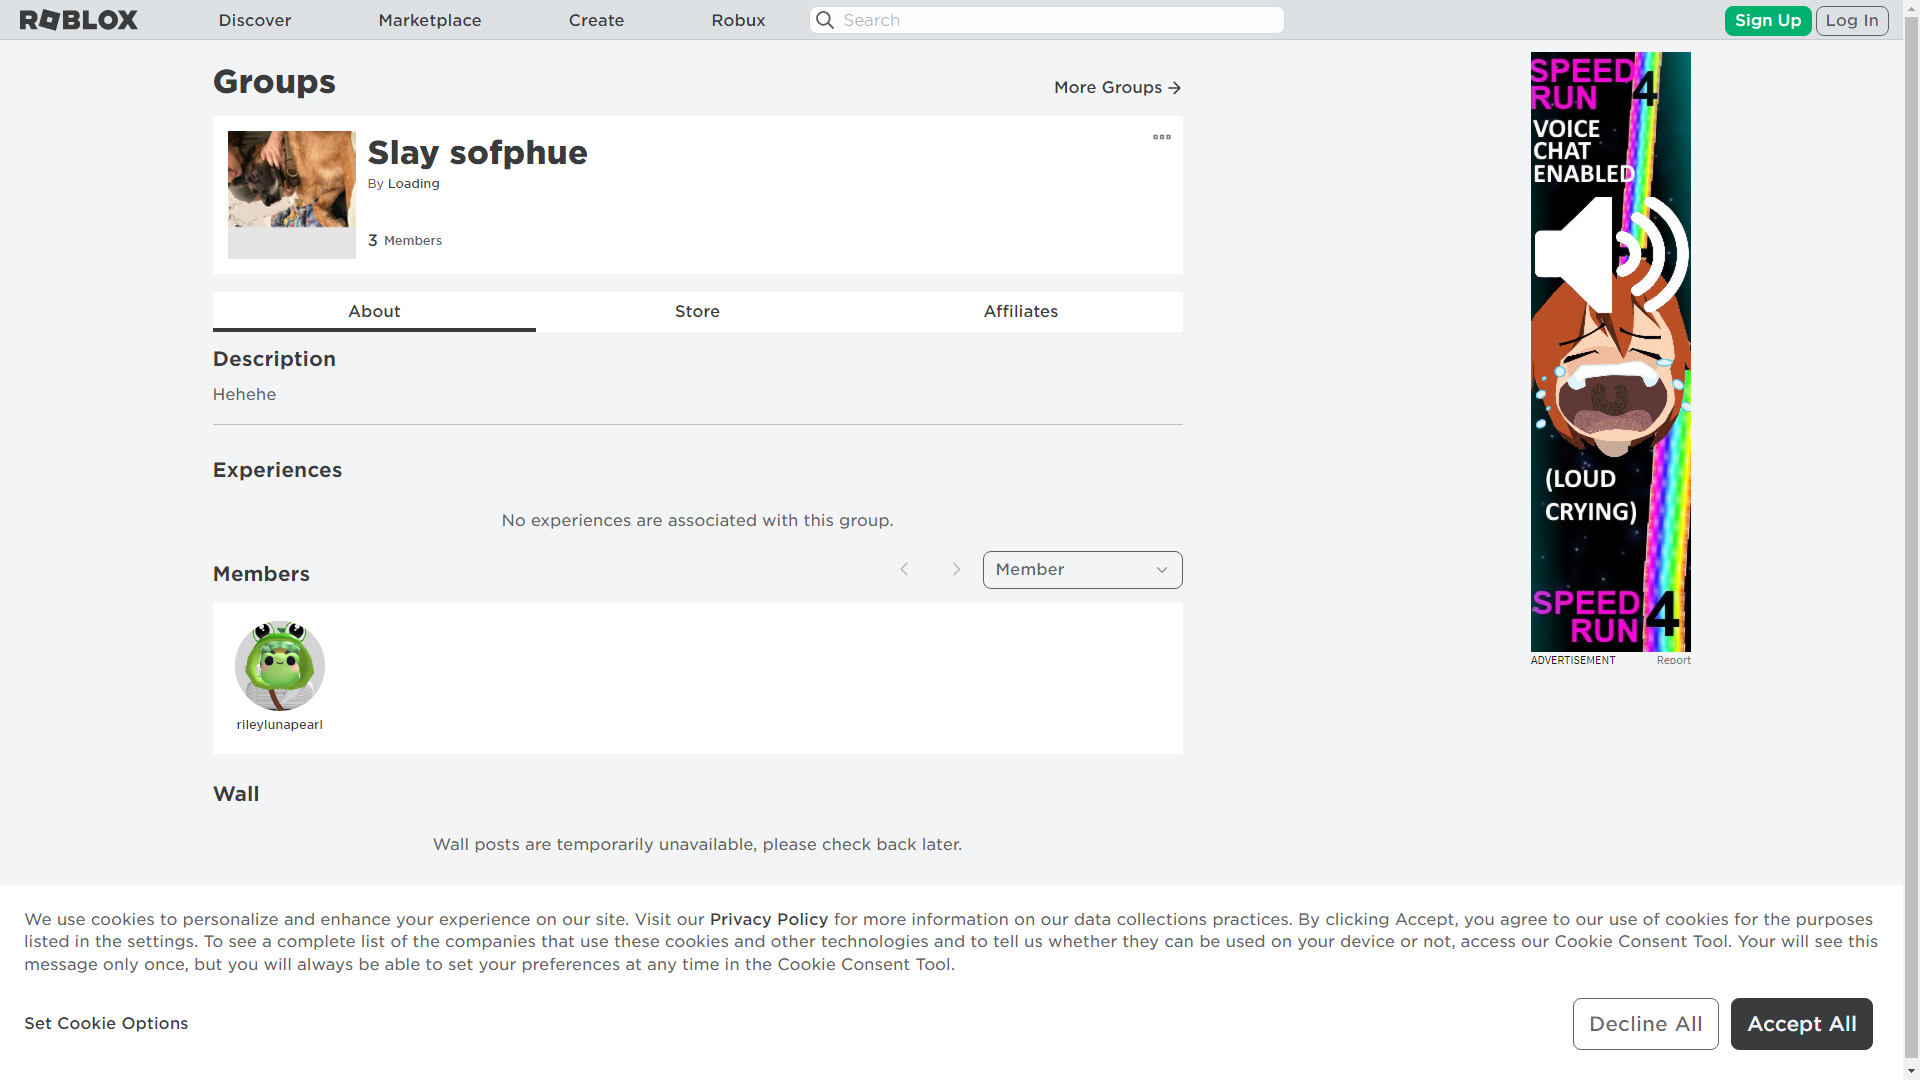 ROBLOX
Discover
Marketplace
Create
Robux
Search
Sign Up
Log In
Groups
More Groups
Slay sofphue
By Loading
3 Members
About
Store
Affiliates
Description
Hehehe
Experiences
No experiences are associated with this group.
Members
Member
rileylunapearl
Wall
Wall posts are temporarily unavailable, please check back later.
SPEED
RUN 4
VOICE
CHAT
ENABLED
(LOUD
CRYING)
SPEED
RUN 4
ADVERTISEMENT
Report
We use cookies to personalize and enhance your experience on our site. Visit our Privacy Policy for more information on our data collections practices. By clicking Accept, you agree to our use of cookies for the purposes
listed in the settings. To see a complete list of the companies that use these cookies and other technologies and to tell us whether they can be used on your device or not, access our Cookie Consent Tool. Your will see this
message only once, but you will always be able to set your preferences at any time in the Cookie Consent Tool.
Set Cookie Options
Decline All
Accept All